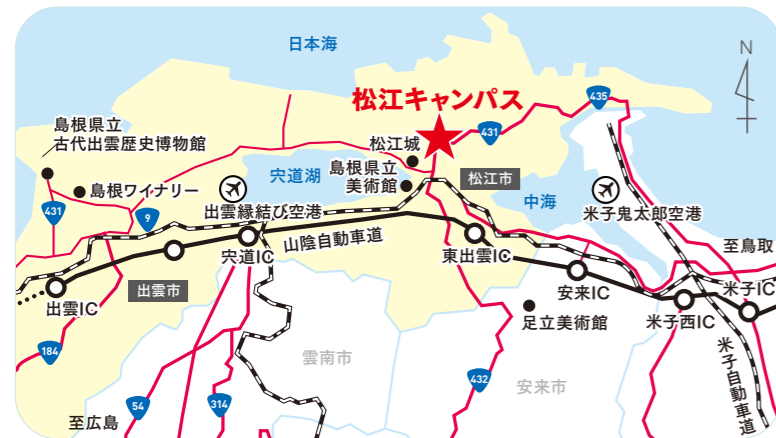 日本海
N
松江キャンパス
435
431
島根県立
古代出雲歴史博物館
松江城
島根県立
美術館
宍道湖
松江市
島根ワイナリー
中海
431
9
出雲縁結び空港
米子鬼太郎空港
山陰自動車道
至鳥取
宍道IC
東出雲IC
出雲市
安来IC
米子IC
出雲IC
足立美術館
米子西IC
184
雲南市
432
安来市
米子自動車道
54
314
至広島